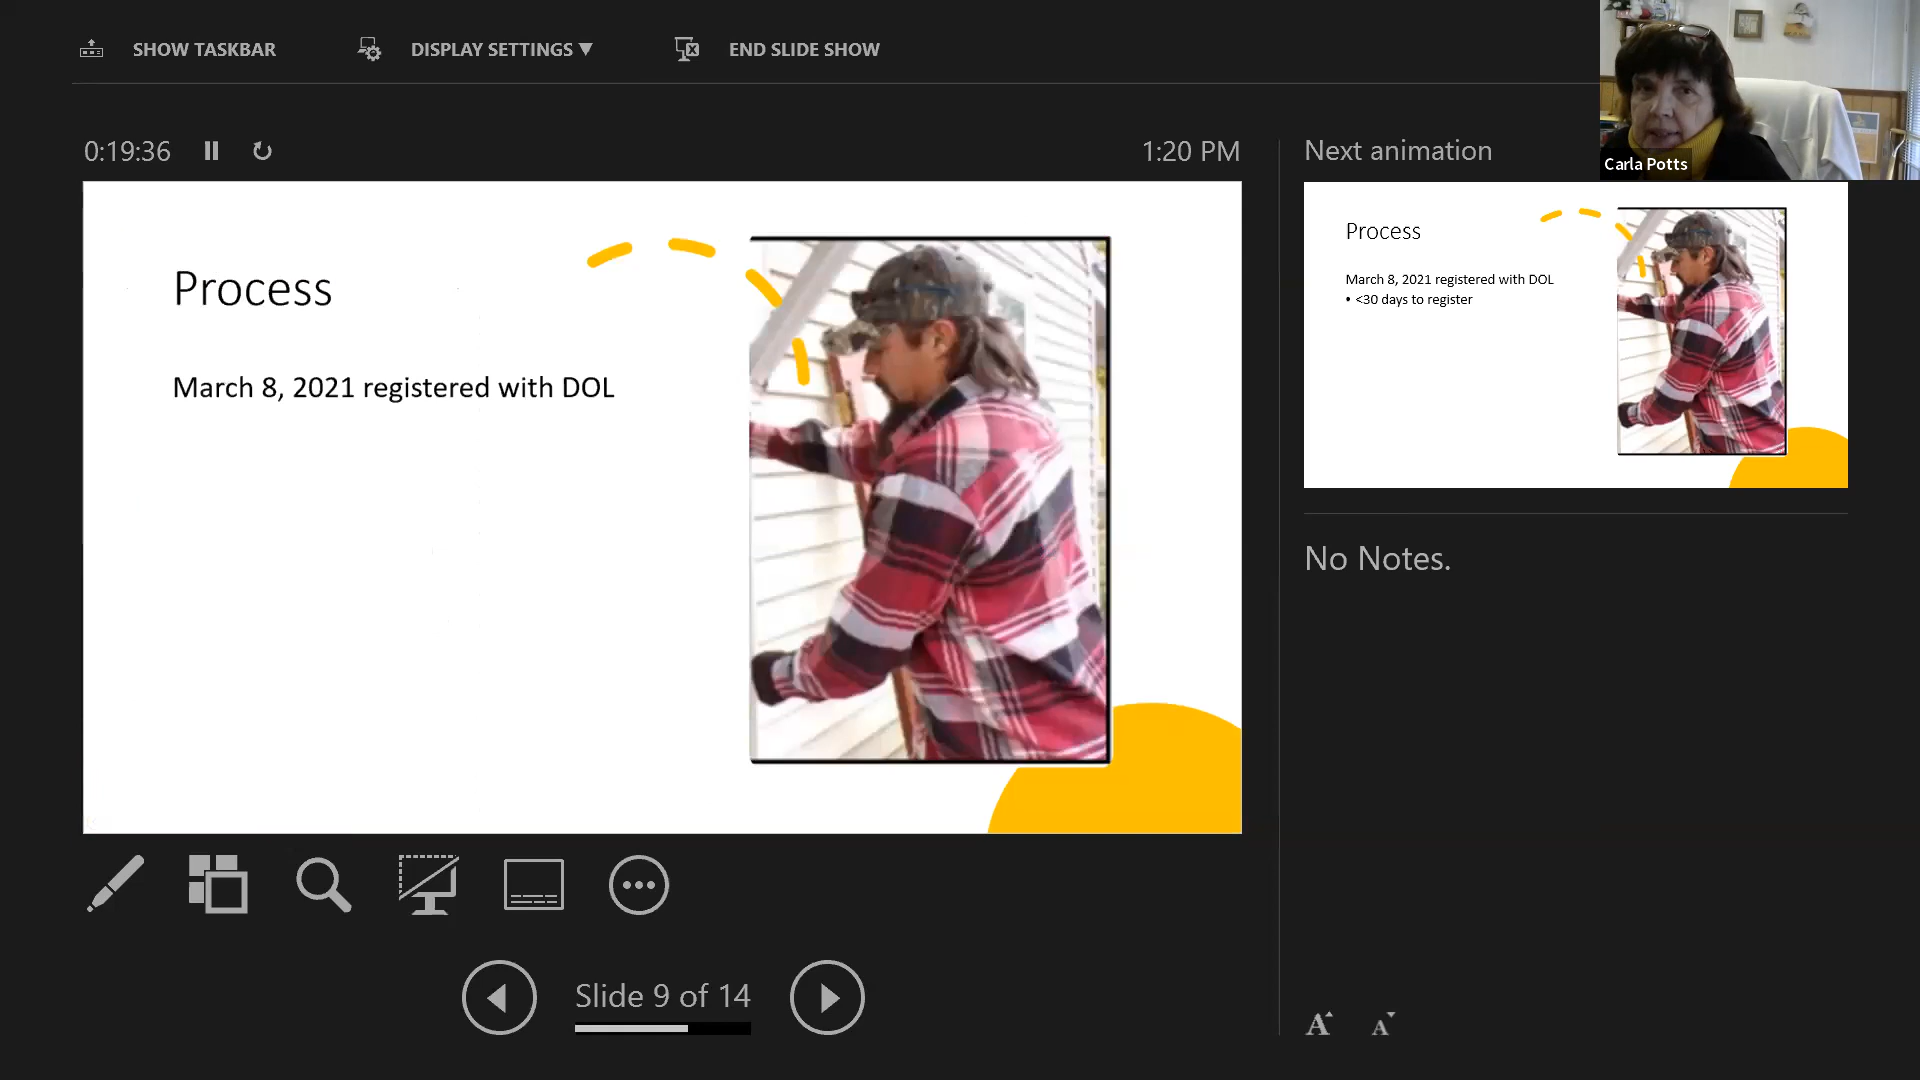 SHOW TASKBAR
DISPLAY SETTINGS ▼
END SLIDE SHOW
Carla Potts
0:19:36
1:20 PM
Process
March 8, 2021 registered with DOL
Next animation
Process
March 8, 2021 registered with DOL
• <30 days to register
No Notes.
Slide 9 of 14
A A